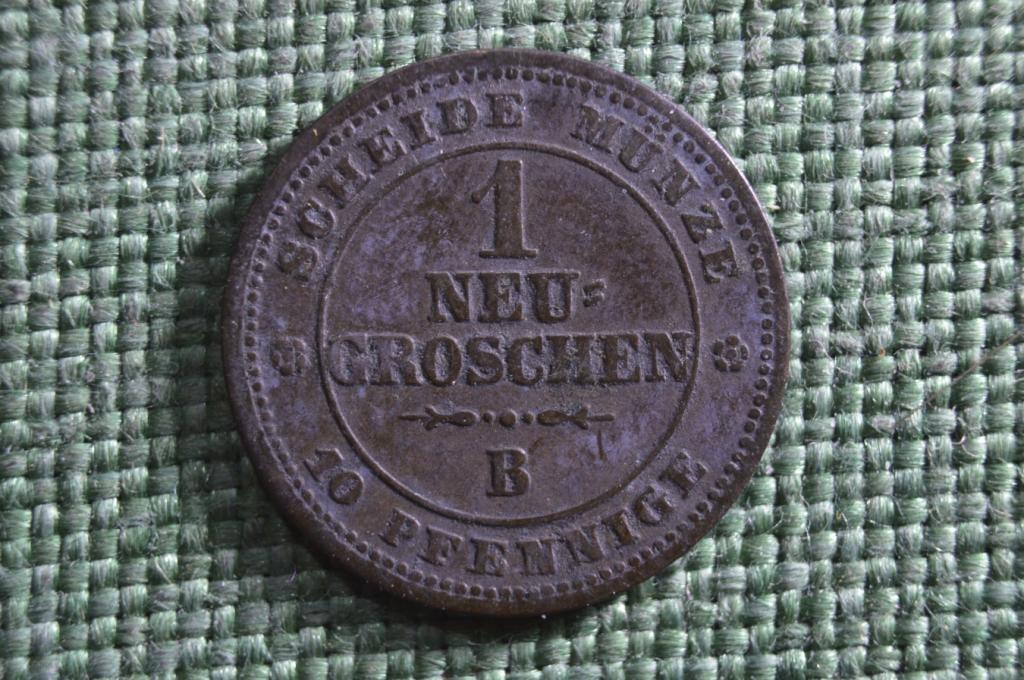 SCHEIDE MÜNZE
1
NEU=
GROSCHEN
B
10 PFENNIGE